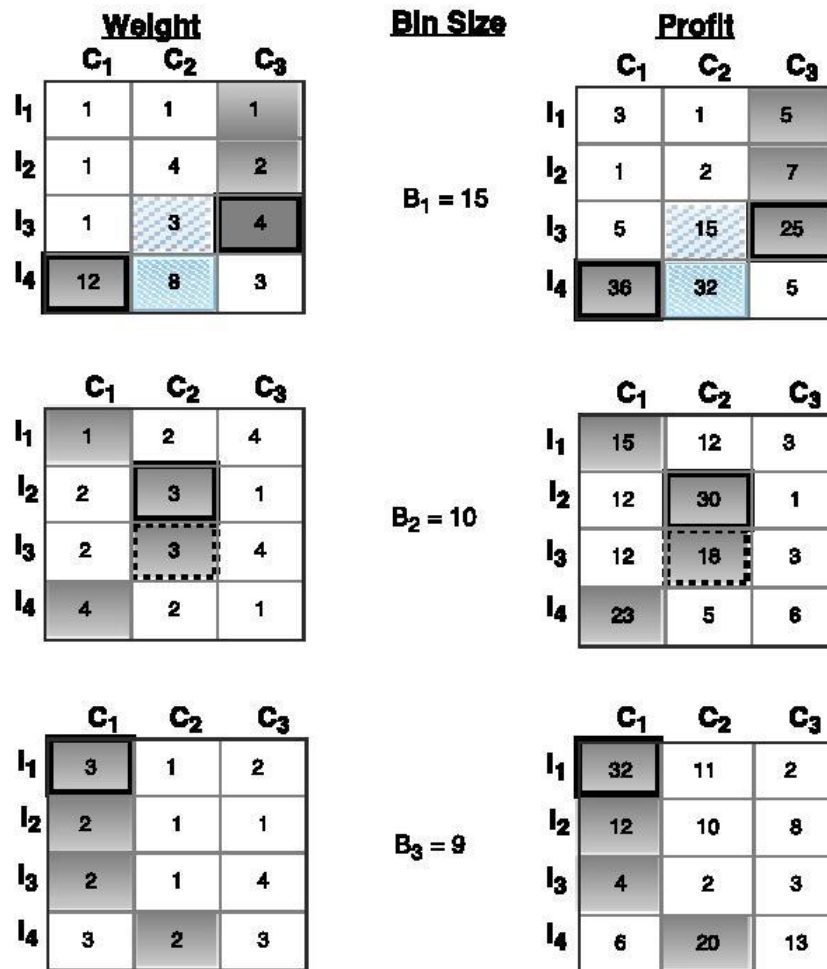 Weight Bin Size Profit
C1 C2 C3 C1 C2 C3
I1 1 1 1 I1 3 1 5
I2 1 4 2 I2 1 2 7
B1 = 15
I3 1 3 4 I3 5 15 25
I4 12 8 3 I4 36 32 5
C1 C2 C3 C1 C2 C3
I1 1 2 4 I1 15 12 3
I2 2 3 1 I2 12 30 1
B2 = 10
I3 2 3 4 I3 12 18 3
I4 4 2 1 I4 23 5 6
C1 C2 C3 C1 C2 C3
I1 3 1 2 I1 32 11 2
I2 2 1 1 I2 12 10 8
B3 = 9
I3 2 1 4 I3 4 2 3
I4 3 2 3 I4 6 20 13